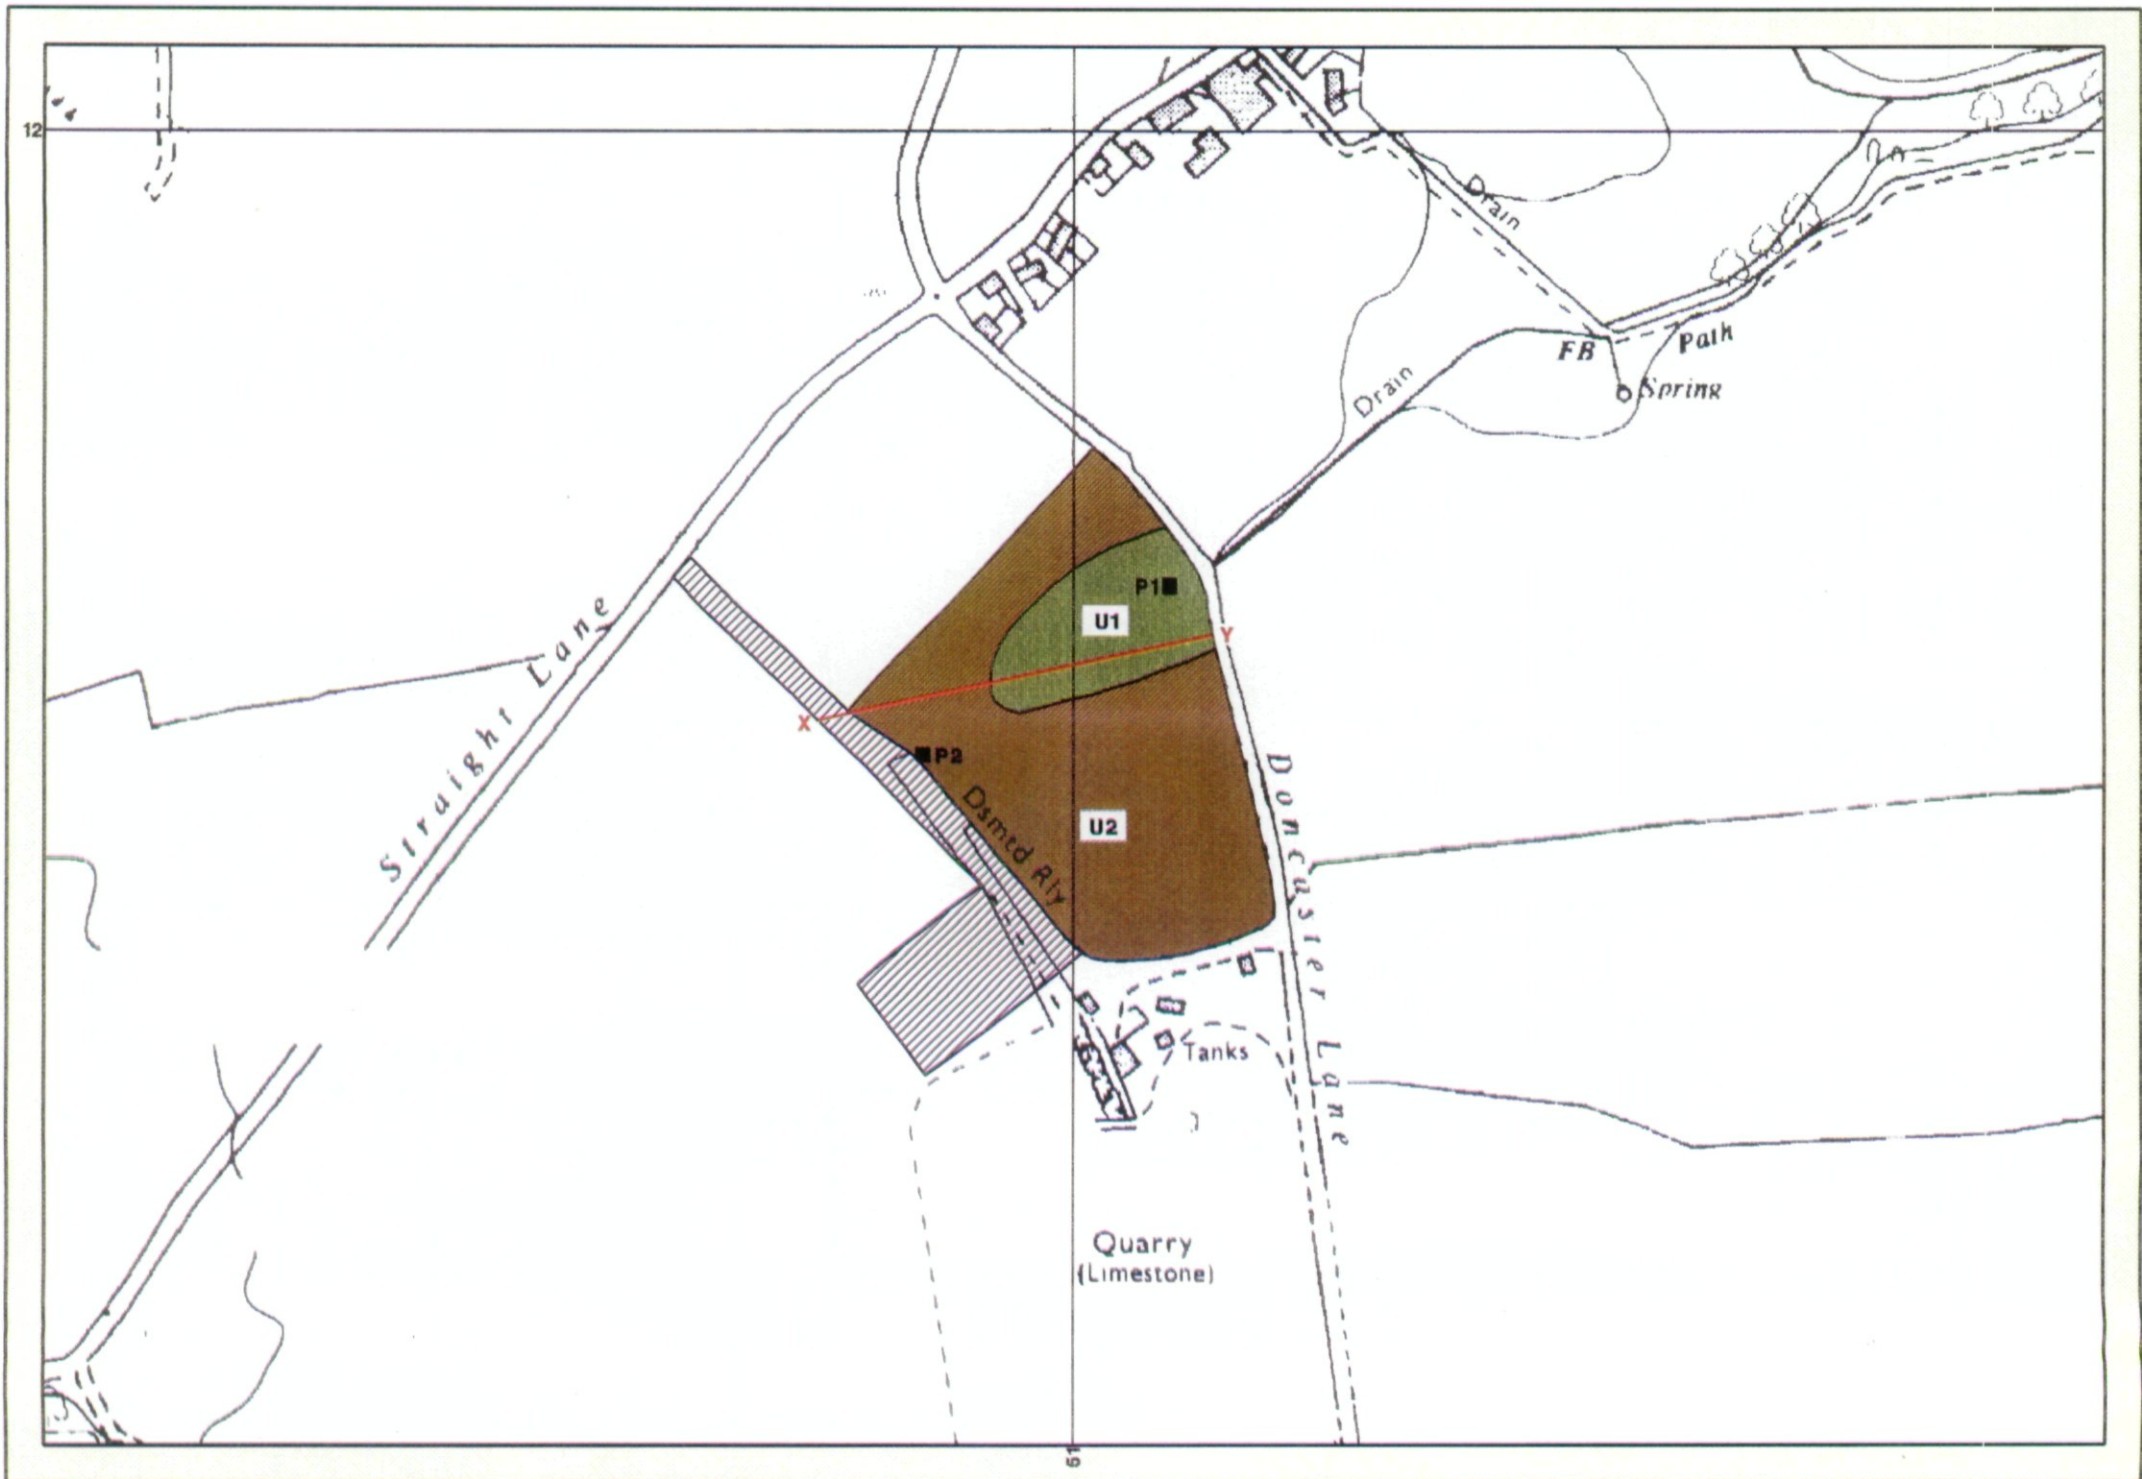 12
Drain
FB
Path
Spring
Drain
P1
U1
Y
Straight Lane
X
P2
Dsmtd Rly
U2
Doncaster Lane
Tanks
Quarry
(Limestone)
61